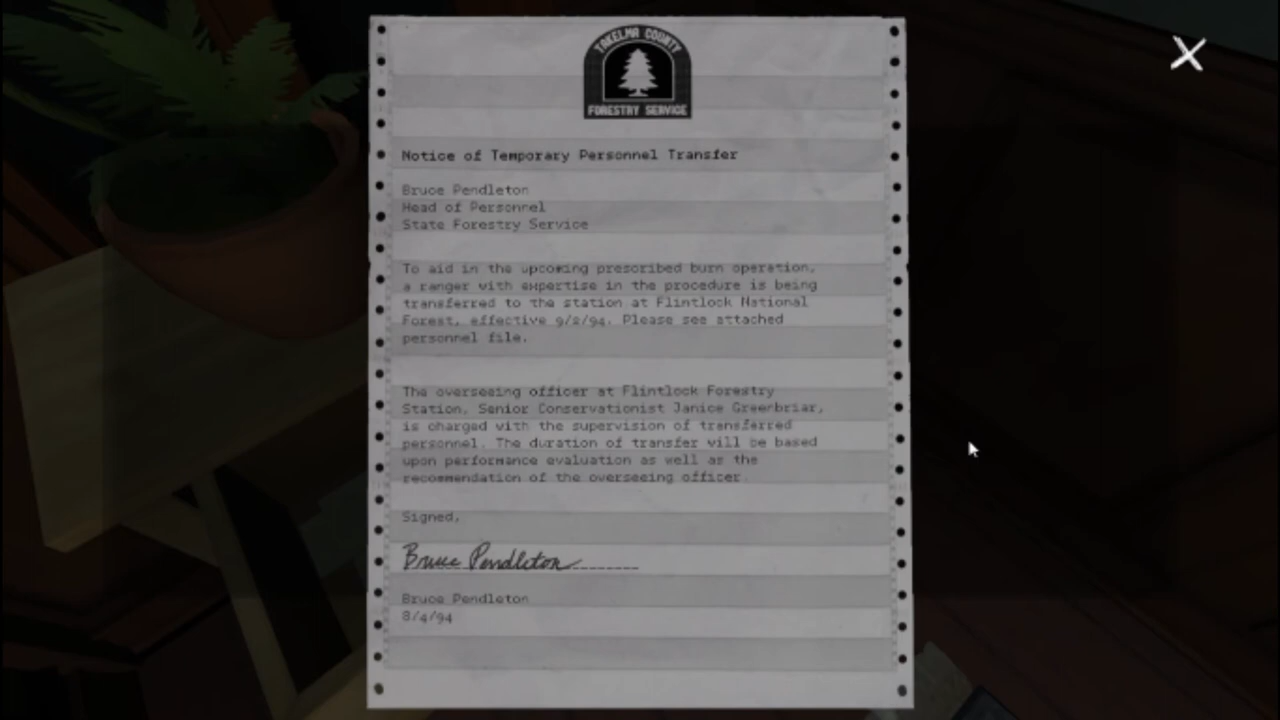 TAKELMA COUNTY
FORESTRY SERVICE
Notice of Temporary Personnel Transfer
Bruce Pendleton
Head of Personnel
State Forestry Service
To aid in the upcoming prescribed burn operation,
a ranger with expertise in the procedure is being
transferred to the station at Flintlock National
Forest, effective 9/8/94. Please see attached
personnel file.
The overseeing officer at Flintlock Forestry
Station, Senior Conservationist Janice Greenbriar,
is charged with the supervision of transferred
personnel. The duration of transfer will be based
upon performance evaluation as well as the
recommendation of the overseeing officer.
Signed,
Bruce Pendleton
Bruce Pendleton
8/4/94